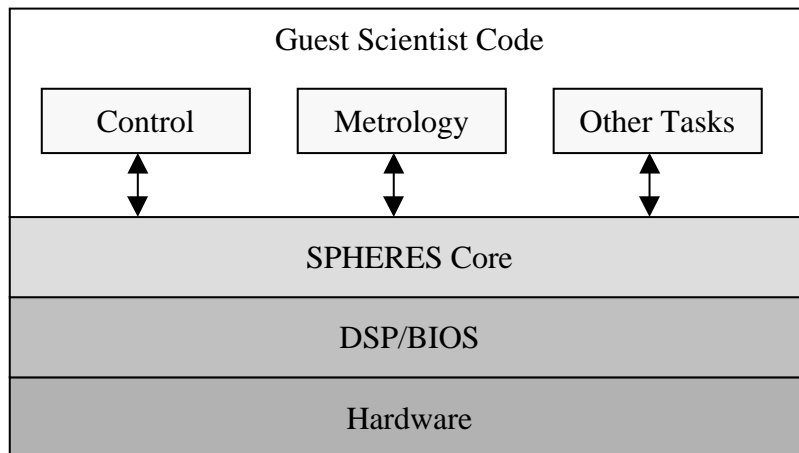 Guest Scientist Code
Control
Metrology
Other Tasks
SPHERES Core
DSP/BIOS
Hardware